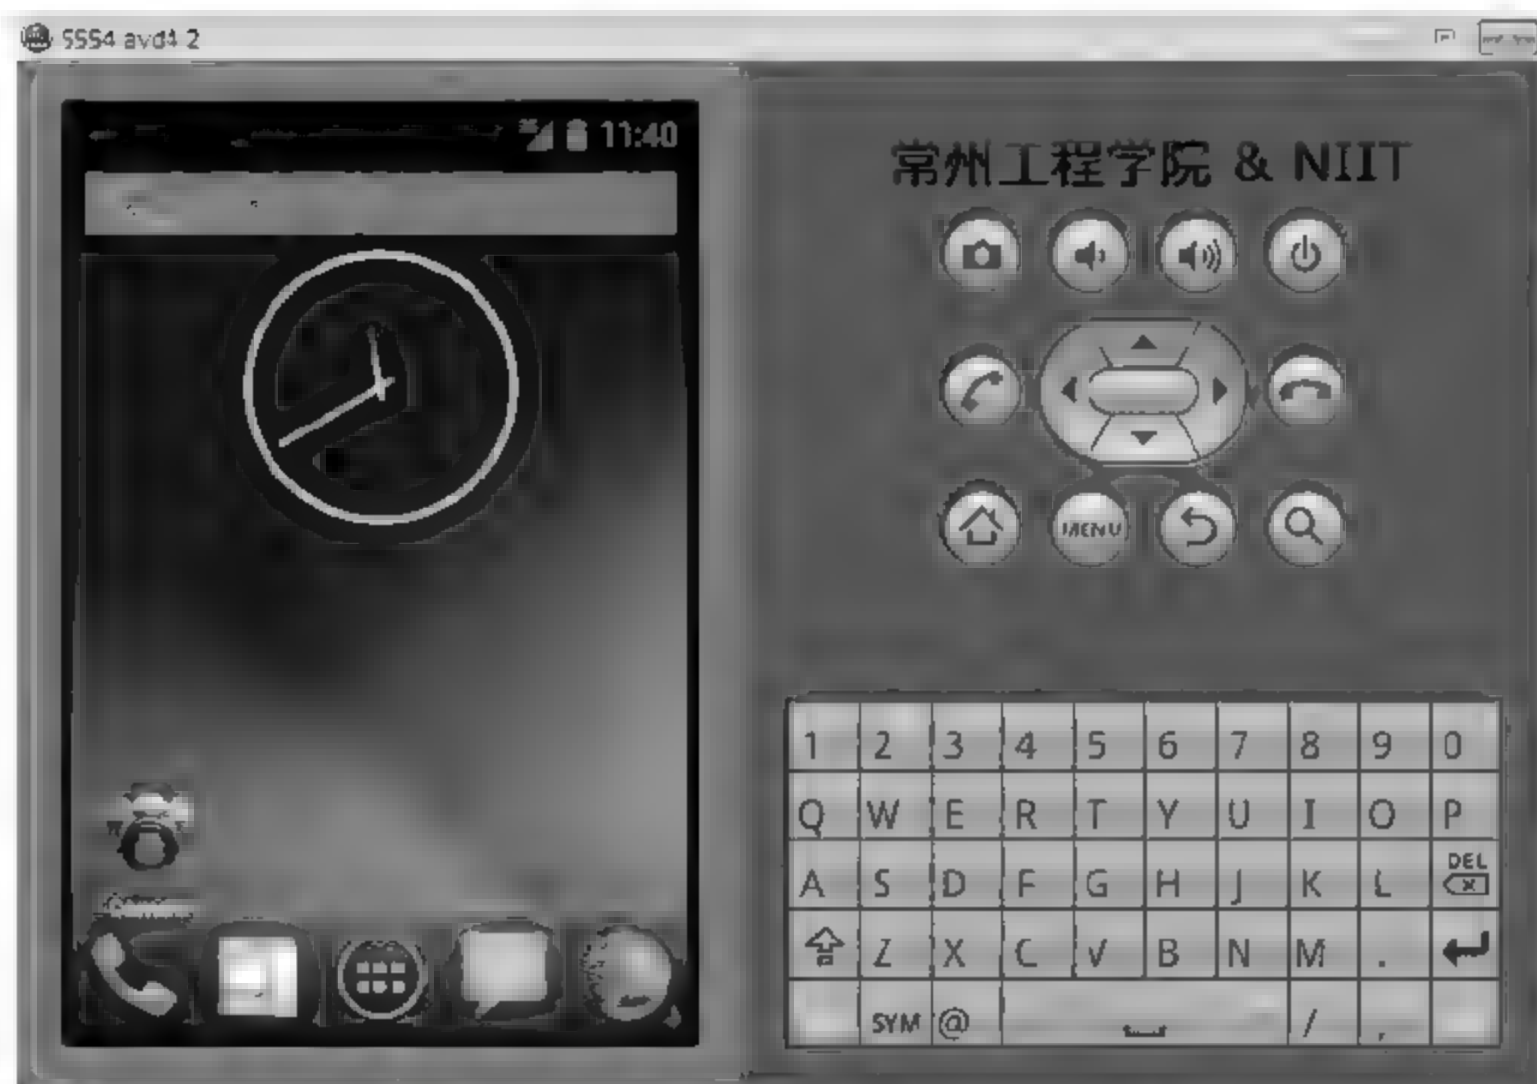 5554 avd4 2
11:40
常州工程学院 & NIIT
MENU
1 2 3 4 5 6 7 8 9 0
Q W E R T Y U I O P
A S D F G H J K L DEL
Z X C V B N M .
SYM @ / ,